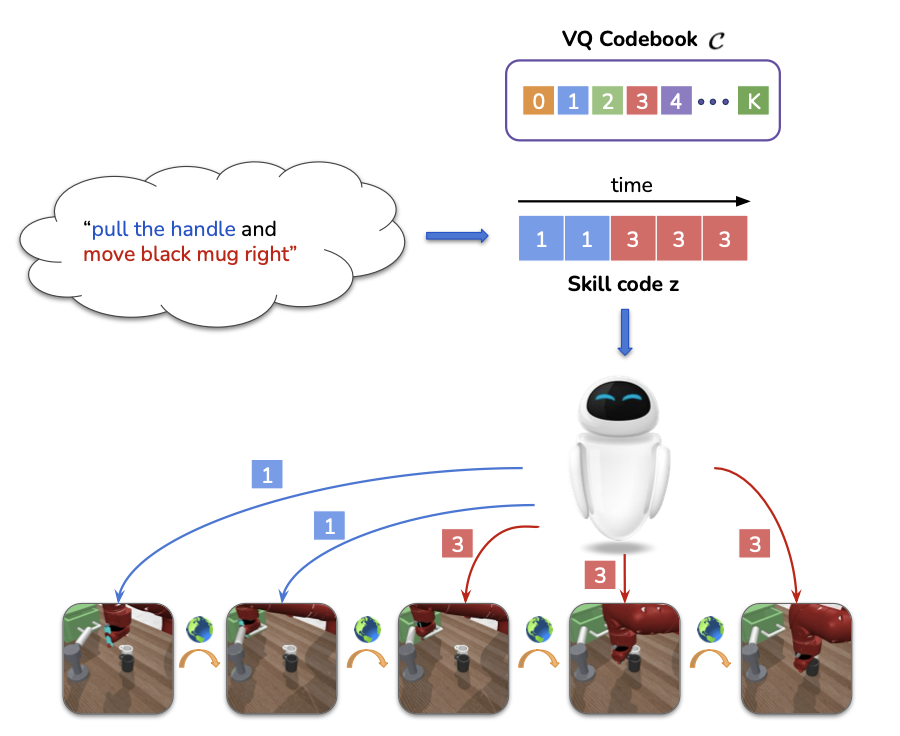 VQ Codebook 𝒞
0 1 2 3 4 ••• K
time
"pull the handle and
move black mug right"
1 1 3 3 3
Skill code z
1
1
3
3
3